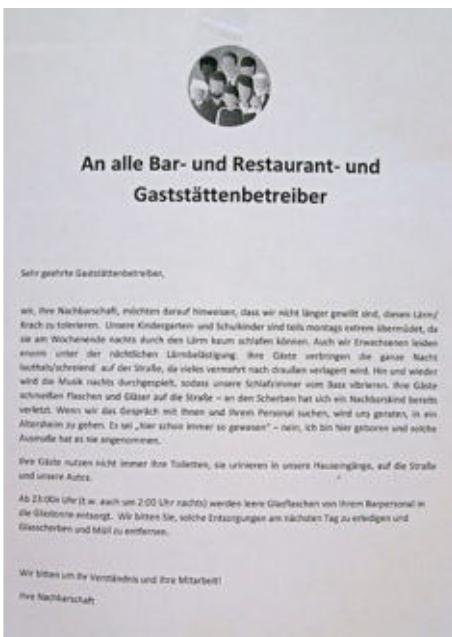 An alle Bar- und Restaurant- und
Gaststättenbetreiber
Sehr geehrte Gaststättenbetreiber,
wir, Ihre Nachbarschaft, möchten darauf hinweisen, dass wir nicht länger gewillt sind, diesen Lärm/
Krach zu tolerieren. Unsere Kindergarten- und Schulkinder sind teils montags extrem übermüdet, da
sie am Wochenende nachts durch den Lärm kaum schlafen können. Auch wir Erwachsenen leiden
enorm unter der nächtlichen Lärmbelästigung. Ihre Gäste verbringen die ganze Nacht
lauthals/schreiend auf der Straße, da vieles vermehrt nach draußen verlagert wird. Hin und wieder
wird die Musik nachts durchgespielt, sodass unsere Schlafzimmer vom Bass vibrieren. Ihre Gäste
schmeißen Flaschen und Gläser auf die Straße – an den Scherben hat sich ein Nachborskind bereits
verletzt. Wenn wir das Gespräch mit Ihnen und Ihrem Personal suchen, wird uns geraten, in ein
Altersheim zu gehen. Es sei „hier schon immer so gewesen“ – nein, ich bin hier geboren und solche
Ausmaße hat es nie angenommen.
Ihre Gäste nutzen nicht immer Ihre Toiletten, sie urinieren in unsere Hauseingänge, auf die Straße
und unsere Autos.
Ab 23:00 Uhr (t.w. auch um 2:00 Uhr nachts) werden leere Glasflaschen von Ihrem Barpersonal in
die Glastonne entsorgt. Wir bitten Sie, solche Entsorgungen am nächsten Tag zu erledigen und
Glasscherben und Müll zu entfernen.
Wir bitten um Ihr Verständnis und Ihre Mitarbeit!
Ihre Nachbarschaft